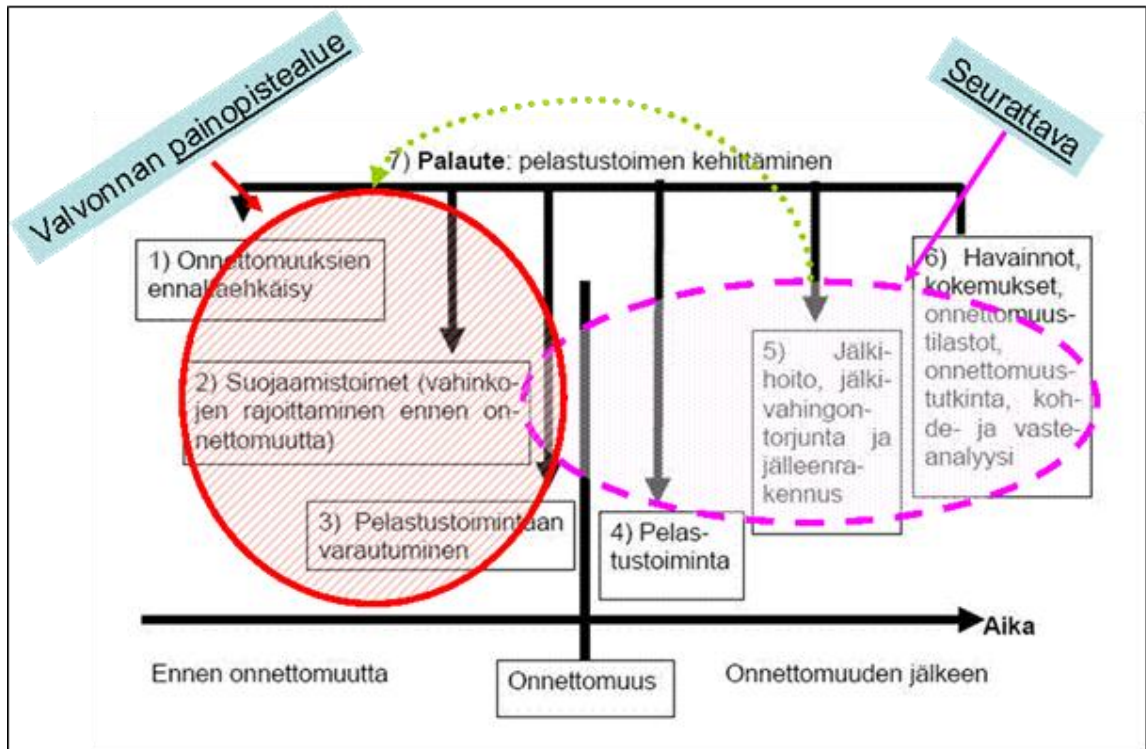 Valvonnan painopistealue
Seurattava
7) Palaute: pelastustoimen kehittäminen
1) Onnettomuuksien
ennaltaehkäisy
2) Suojaamistoimet (vahinko-
jen rajoittaminen ennen on-
nettomuutta)
3) Pelastustoimintaan
varautuminen
4) Pelas-
tustoiminta
5) Jälki-
hoito, jälki-
vahingon-
torjunta ja
jälleenra-
kennus
6) Havainnot,
kokemukset,
onnettomuus-
tilastot,
onnettomuus-
tutkinta, koh-
de- ja vaste-
analyysi
Aika
Ennen onnettomuutta
Onnettomuus
Onnettomuuden jälkeen